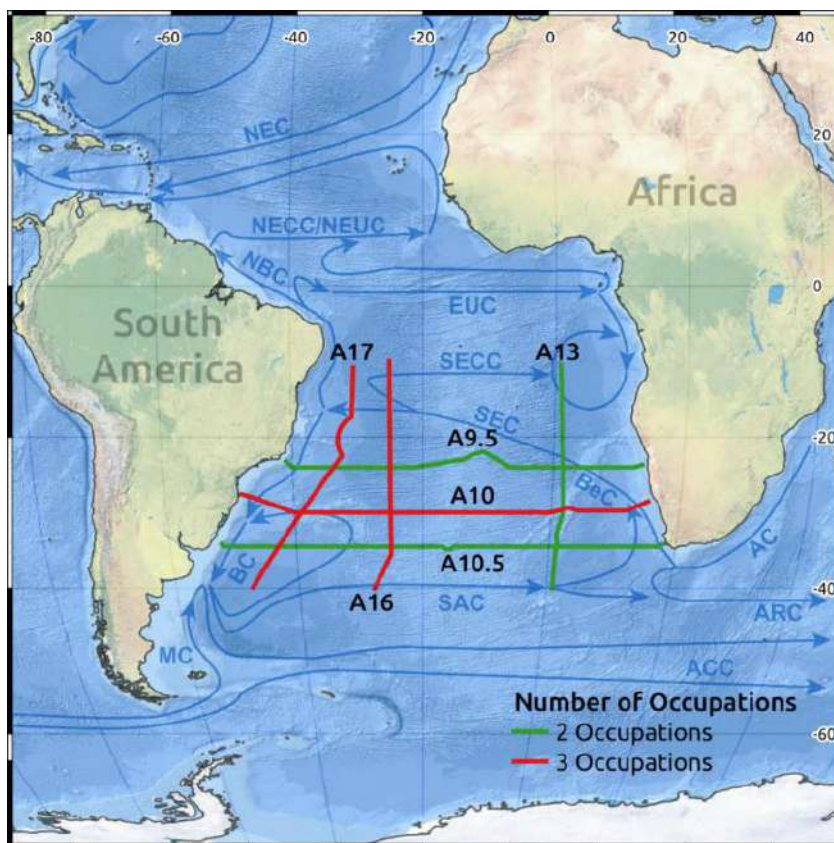 -80 -60 -40 -20 0 20 40
NEC
20
Africa
NECC/NEUC
NBC
0
EUC
South
America
A17
SECC
A13
SEC
-20
A9.5
BeC
A10
AC
BC
A10.5
A16
SAC
-40
ARC
MC
ACC
Number of Occupations
2 Occupations
3 Occupations
-60